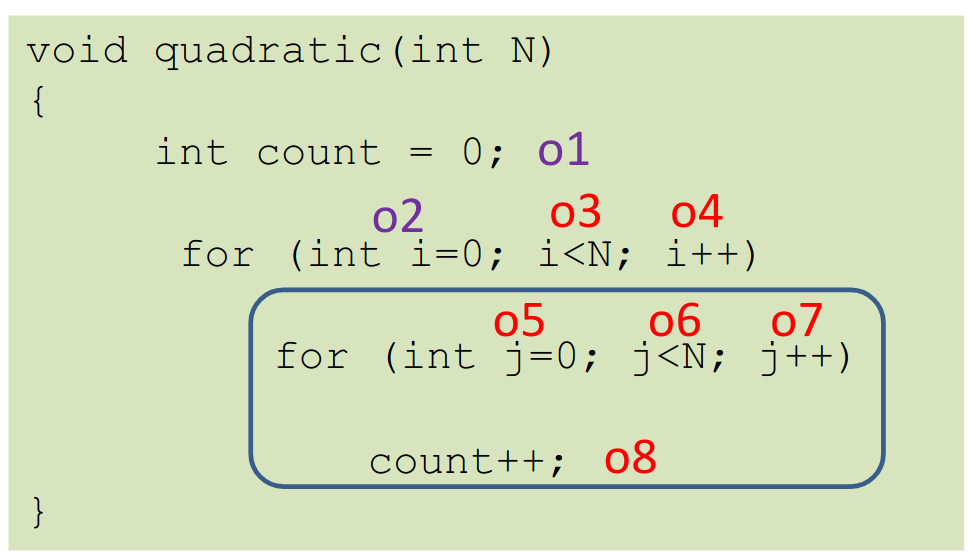 void quadratic(int N)
{
int count = 0; o1
o2 o3 o4
for (int i=0; i<N; i++)
o5 o6 o7
for (int j=0; j<N; j++)
count++; o8
}